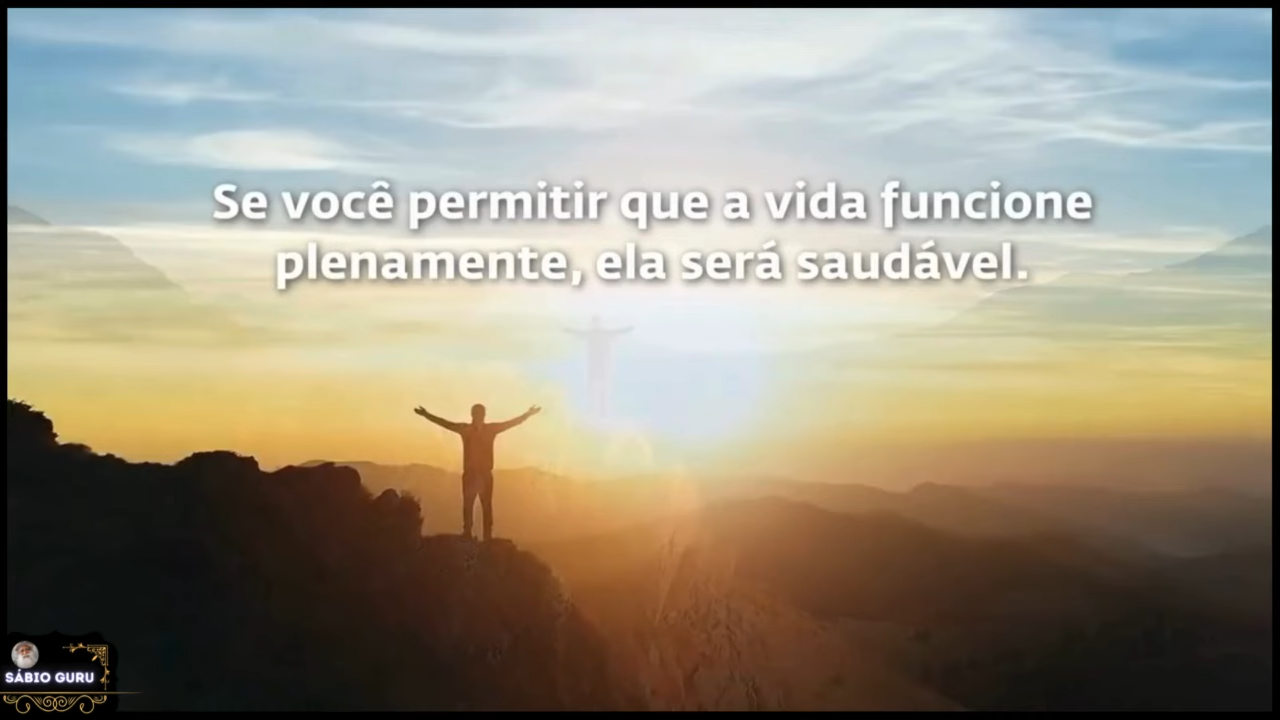 Se você permitir que a vida funcione
plenamente, ela será saudável.
SÁBIO GURU